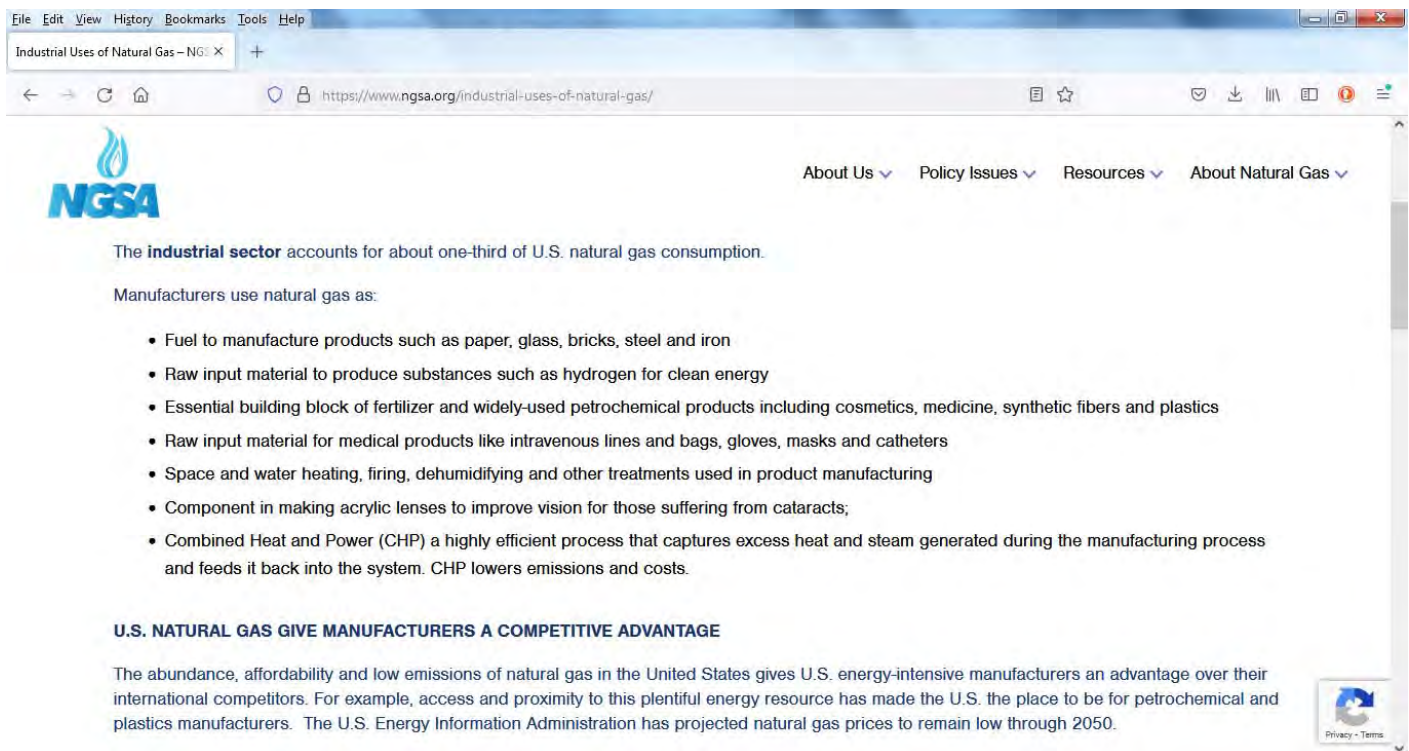 File Edit View History Bookmarks Tools Help
Industrial Uses of Natural Gas – NGS
https://www.ngsa.org/industrial-uses-of-natural-gas/
NGSA
About Us Policy Issues Resources About Natural Gas
The industrial sector accounts for about one-third of U.S. natural gas consumption.
Manufacturers use natural gas as:
• Fuel to manufacture products such as paper, glass, bricks, steel and iron
• Raw input material to produce substances such as hydrogen for clean energy
• Essential building block of fertilizer and widely-used petrochemical products including cosmetics, medicine, synthetic fibers and plastics
• Raw input material for medical products like intravenous lines and bags, gloves, masks and catheters
• Space and water heating, firing, dehumidifying and other treatments used in product manufacturing
• Component in making acrylic lenses to improve vision for those suffering from cataracts;
• Combined Heat and Power (CHP) a highly efficient process that captures excess heat and steam generated during the manufacturing process
and feeds it back into the system. CHP lowers emissions and costs.
U.S. NATURAL GAS GIVE MANUFACTURERS A COMPETITIVE ADVANTAGE
The abundance, affordability and low emissions of natural gas in the United States gives U.S. energy-intensive manufacturers an advantage over their
international competitors. For example, access and proximity to this plentiful energy resource has made the U.S. the place to be for petrochemical and
plastics manufacturers. The U.S. Energy Information Administration has projected natural gas prices to remain low through 2050.
Privacy - Terms